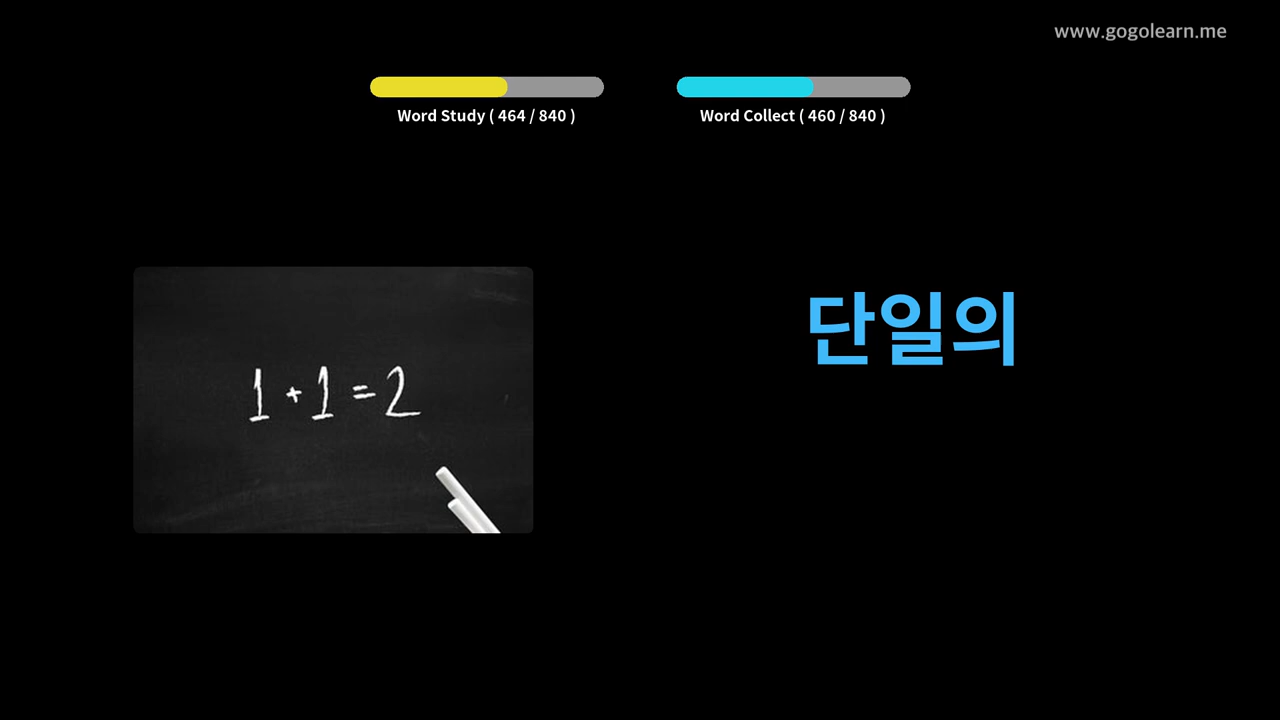 www.gogolearn.me
Word Study ( 464 / 840 )
Word Collect ( 460 / 840 )
1 + 1 = 2
단일의